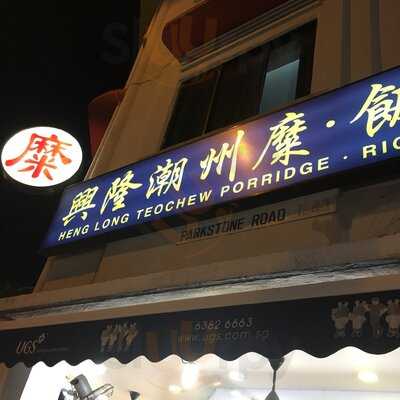 糜
興隆潮州糜·飯
HENG LONG TEOCHEW PORRIDGE · RIC
PARKSTONE ROAD
UGS
6382 6663
www.ugs.com.sg